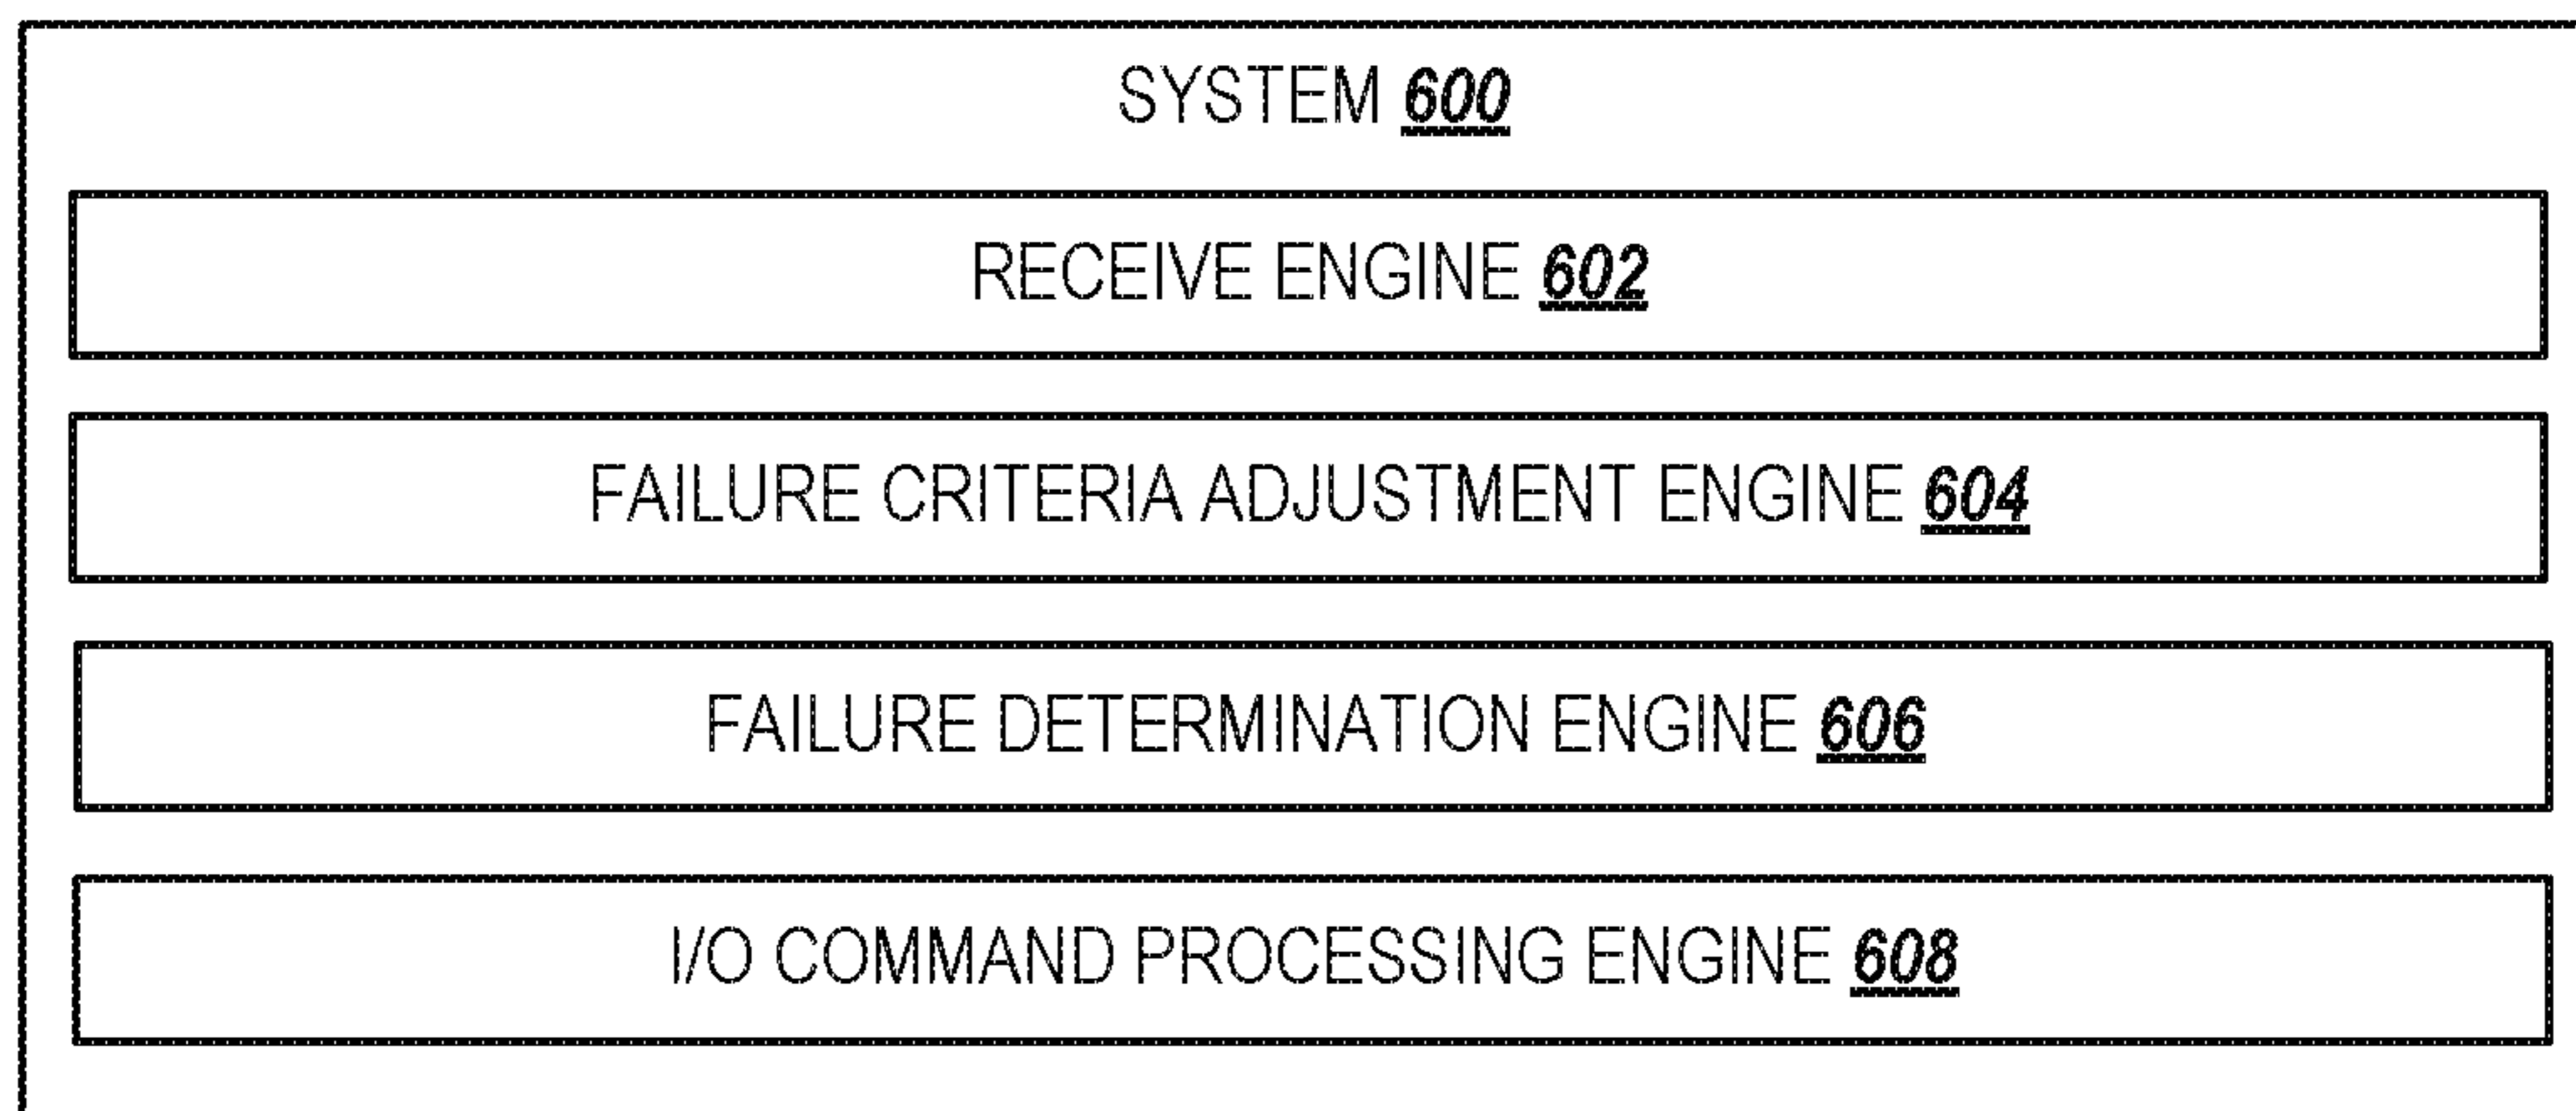 SYSTEM 600
RECEIVE ENGINE 602
FAILURE CRITERIA ADJUSTMENT ENGINE 604
FAILURE DETERMINATION ENGINE 606
I/O COMMAND PROCESSING ENGINE 608